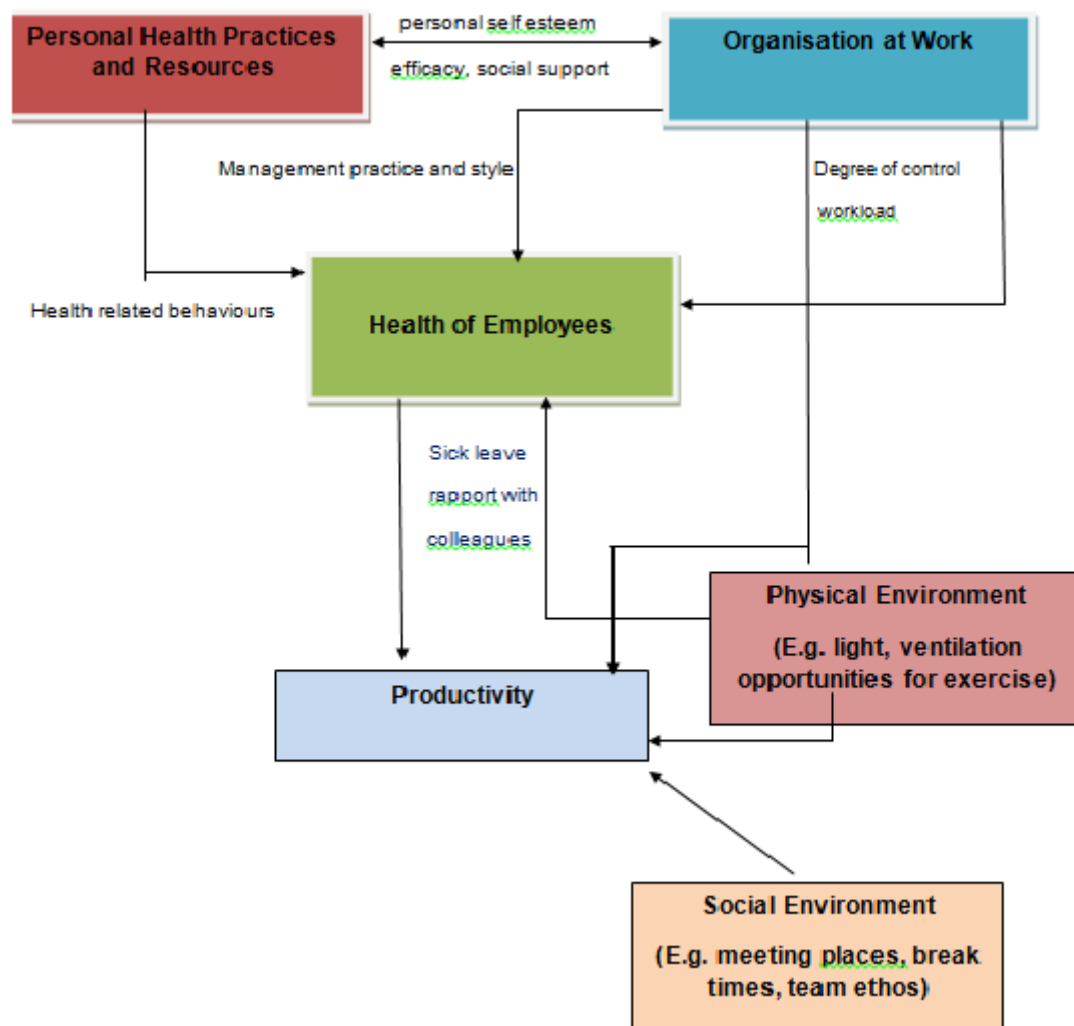 Personal Health Practices
and Resources
personal self esteem
efficacy, social support
Organisation at Work
Management practice and style
Degree of control
workload
Health related behaviours
Health of Employees
Sick leave
rapport with
colleagues
Physical Environment
(E.g. light, ventilation
opportunities for exercise)
Productivity
Social Environment
(E.g. meeting places, break
times, team ethos)